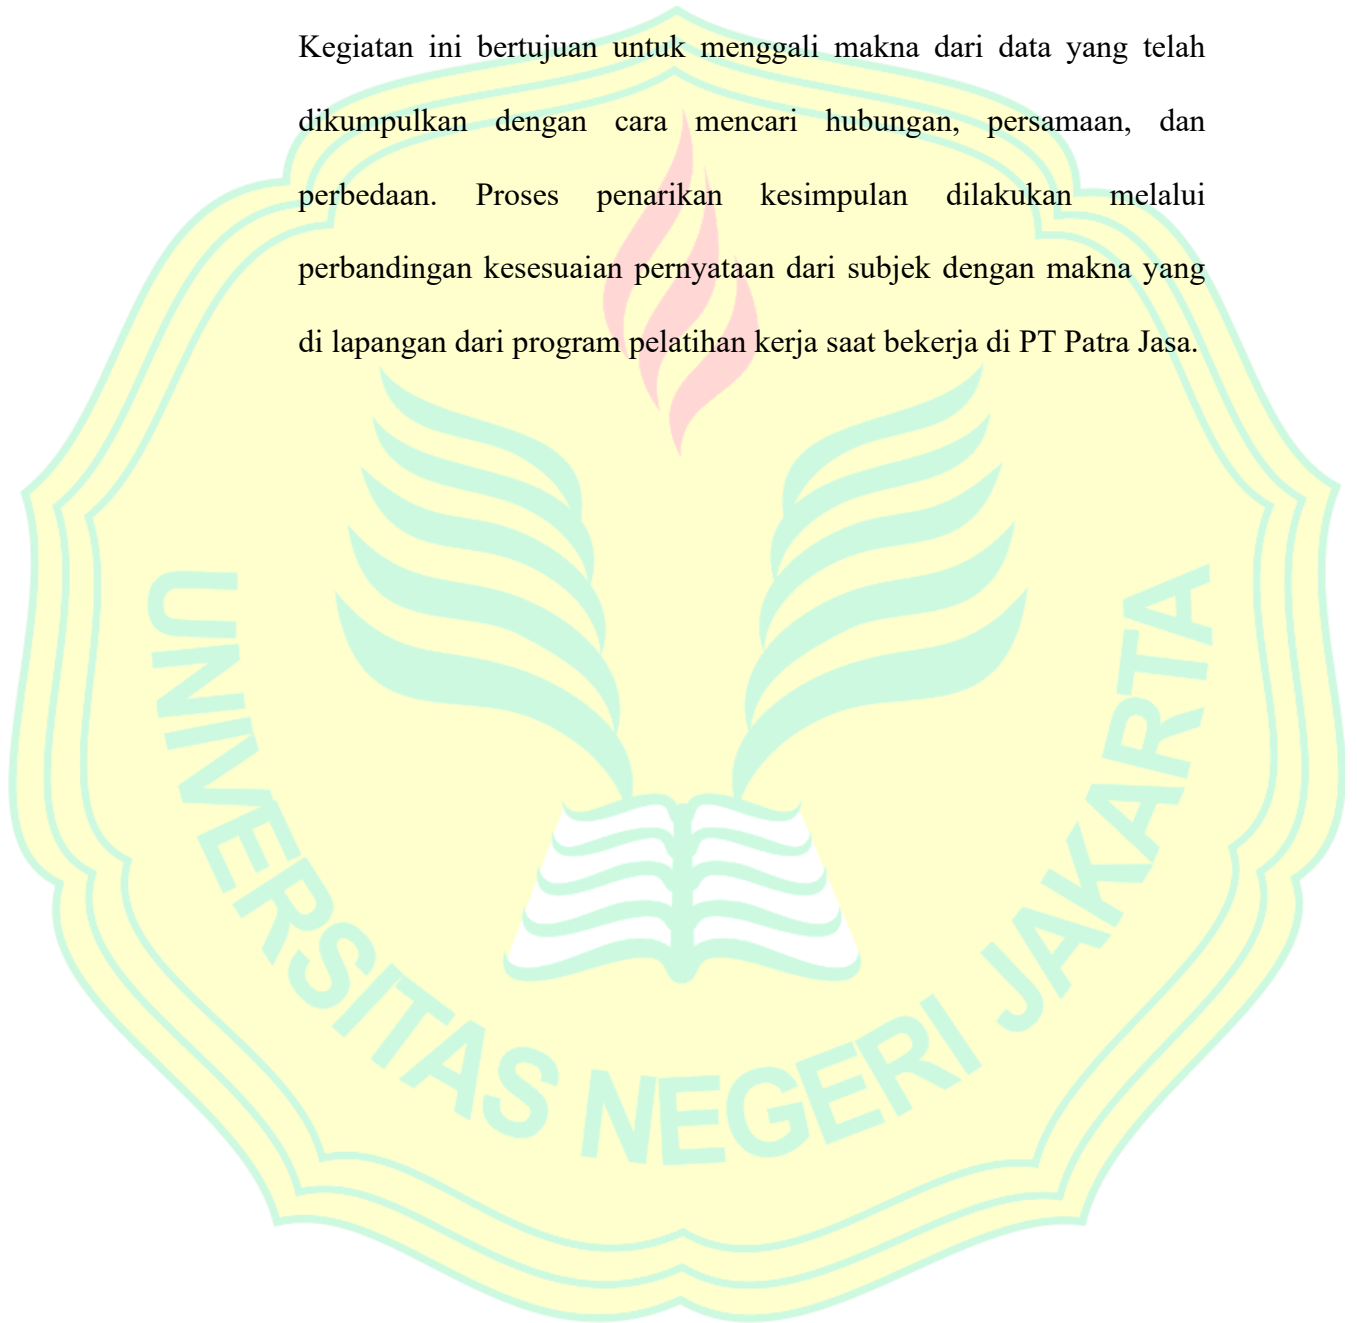 Kegiatan ini bertujuan untuk menggali makna dari data yang telah
dikumpulkan dengan cara mencari hubungan, persamaan, dan
perbedaan. Proses penarikan kesimpulan dilakukan melalui
perbandingan kesesuaian pernyataan dari subjek dengan makna yang
di lapangan dari program pelatihan kerja saat bekerja di PT Patra Jasa.
UNIVERSITAS NEGERI JAKARTA